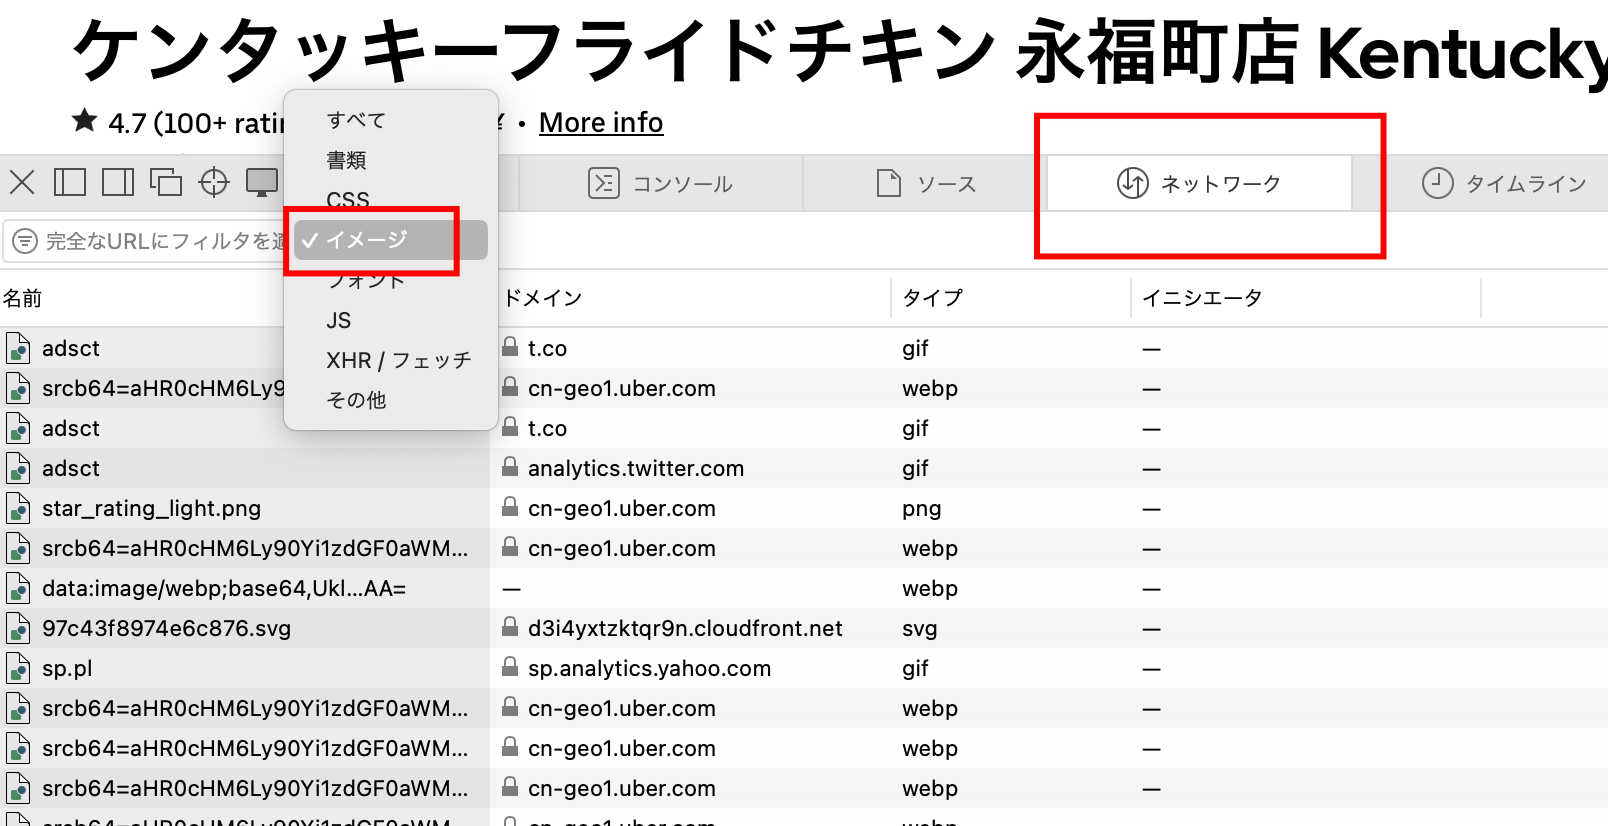 ケンタッキーフライドチキン 永福町店 Kentucky
4.7 (100+ • More info
すべて
書類
CSS
イメージ
フォント
JS
XHR / フェッチ
その他
コンソール
ソース
ネットワーク
タイムライン
完全なURLにフィルタを
名前 ドメイン タイプ イニシエータ
adsct t.co gif —
srcb64=aHR0cHM6Ly9 cn-geo1.uber.com webp —
adsct t.co gif —
adsct analytics.twitter.com gif —
star_rating_light.png cn-geo1.uber.com png —
srcb64=aHR0cHM6Ly90Yi1zdGF0aWM... cn-geo1.uber.com webp —
data:image/webp;base64,UkI...AA= — webp —
97c43f8974e6c876.svg d3i4yxtzktqr9n.cloudfront.net svg —
sp.pl sp.analytics.yahoo.com gif —
srcb64=aHR0cHM6Ly90Yi1zdGF0aWM... cn-geo1.uber.com webp —
srcb64=aHR0cHM6Ly90Yi1zdGF0aWM... cn-geo1.uber.com webp —
srcb64=aHR0cHM6Ly90Yi1zdGF0aWM... cn-geo1.uber.com webp —